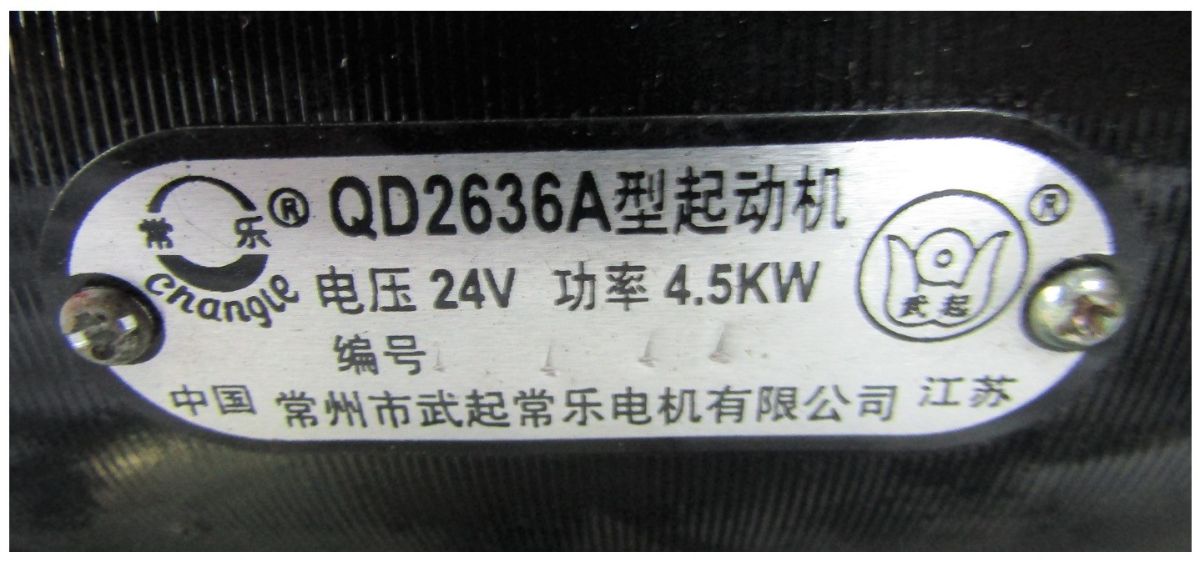 常乐
changle
®
QD2636A型起动机
®
武起
电压 24V 功率 4.5KW
编号
中国 常州市武起常乐电机有限公司 江苏